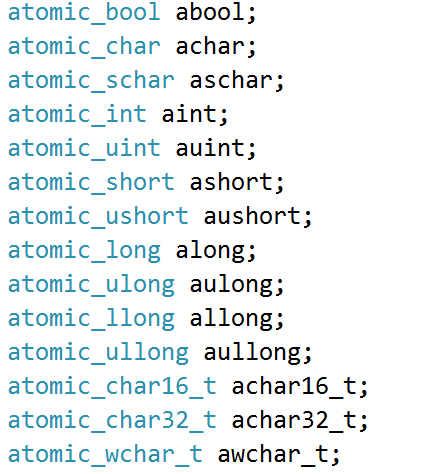 atomic_bool abool;
atomic_char achar;
atomic_schar aschar;
atomic_int aint;
atomic_uint auint;
atomic_short ashort;
atomic_ushort aushort;
atomic_long along;
atomic_ulong aulong;
atomic_llong allong;
atomic_ullong aullong;
atomic_char16_t achar16_t;
atomic_char32_t achar32_t;
atomic_wchar_t awchar_t;